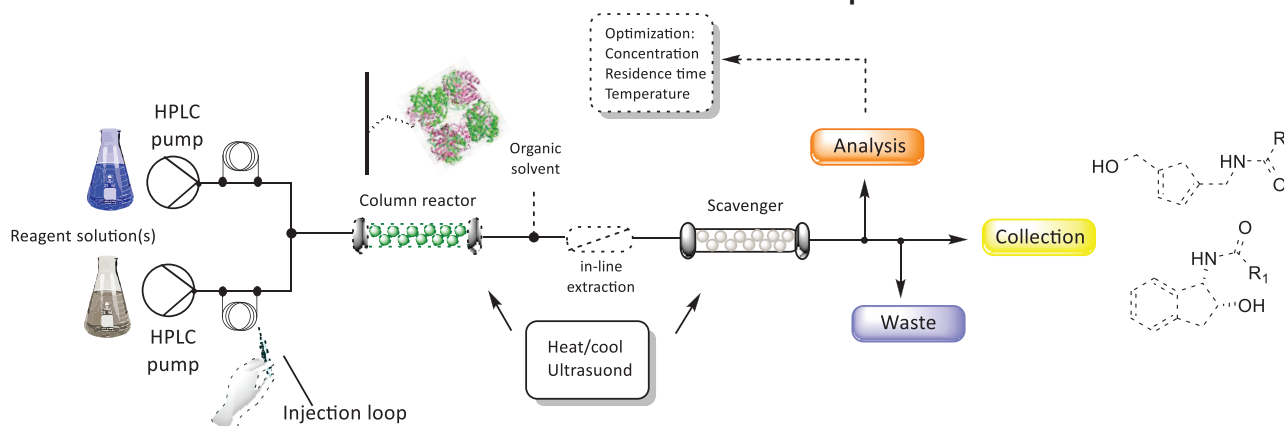 Optimization:
Concentration
Residence time
Temperature
HPLC
pump
Organic
solvent
Analysis
Column reactor
Scavenger
Reagent solution(s)
in-line
extraction
Collection
HPLC
pump
Heat/cool
Ultrasuond
Waste
Injection loop
HO
HN
R
O
O
HN
R1
OH